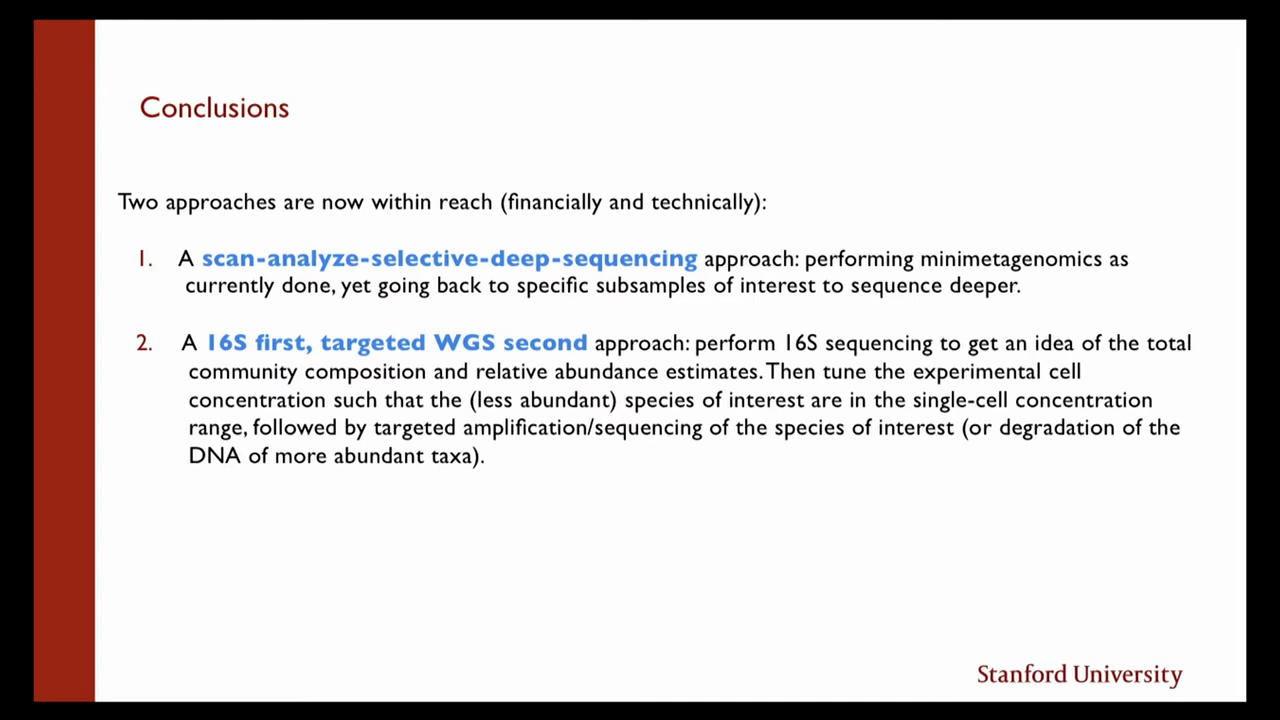 Conclusions
Two approaches are now within reach (financially and technically):
1. A scan-analyze-selective-deep-sequencing approach: performing minimetagenomics as
currently done, yet going back to specific subsamples of interest to sequence deeper.
2. A 16S first, targeted WGS second approach: perform 16S sequencing to get an idea of the total
community composition and relative abundance estimates. Then tune the experimental cell
concentration such that the (less abundant) species of interest are in the single-cell concentration
range, followed by targeted amplification/sequencing of the species of interest (or degradation of the
DNA of more abundant taxa).
Stanford University